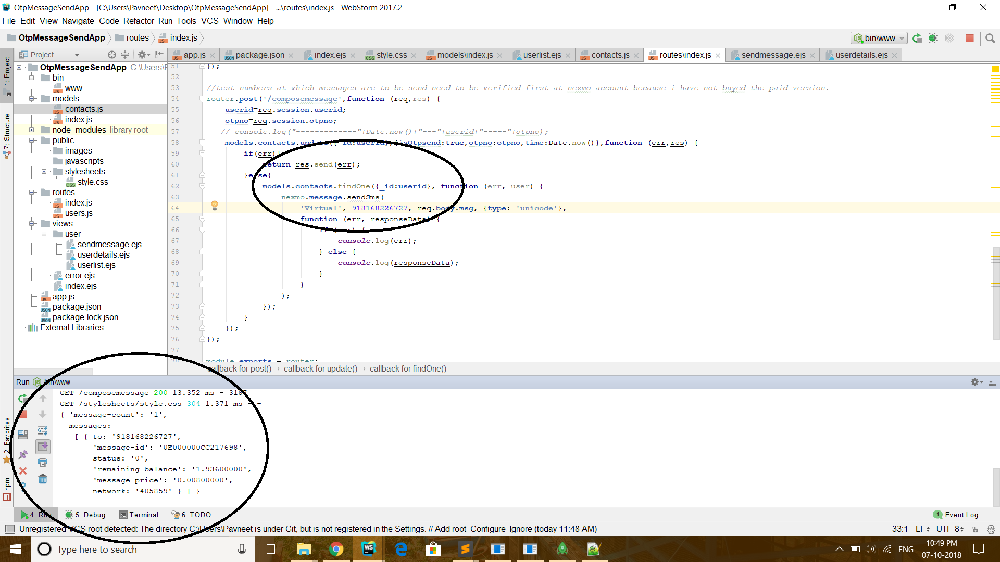 OtpMessageSendApp - [C:\Users\Pavneet\Desktop\OtpMessageSendApp] - ...\routes\index.js - WebStorm 2017.2
File Edit View Navigate Code Refactor Run Tools VCS Window Help
OtpMessageSendApp routes index.js
bin\www
Project
app.js package.json index.ejs style.css models\index.js userlist.ejs contacts.js routes\index.js sendmessage.ejs userdetails.ejs
1: Project
7: Structure
2: Favorites
npm
OtpMessageSendApp C:\Users\
bin
www
models
contacts.js
index.js
node_modules library root
public
images
javascripts
stylesheets
style.css
routes
index.js
users.js
views
user
sendmessage.ejs
userdetails.ejs
userlist.ejs
error.ejs
index.ejs
app.js
package.json
package-lock.json
External Libraries
51 });
52
53 //test numbers at which messages are to be send need to be verified first at nexmo account because i have not buyed the paid version.
54 router.post('/composemessage',function (req,res) {
55 userid=req.session.userid;
56 otpno=req.session.otpno;
57 // console.log("-------------"+Date.now()+"---"+userid+"-----"+otpno);
58 models.contacts.update({_id:userid},{isOtpsend:true,otpno:otpno,time:Date.now()},function (err,res) {
59 if(err){
60 return res.send(err);
61 }else{
62 models.contacts.findOne({_id:userid}, function (err, user) {
63 nexmo.message.sendSms(
64 'Virtual', 918168226727, req.body.msg, {type: 'unicode'},
65 function (err, responseData) {
66 if (err) {
67 console.log(err);
68 } else {
69 console.log(responseData);
70 }
71 }
72 );
73 });
74 }
75 });
76 });
77
78 module.exports = router;
callback for post() › callback for update() › callback for findOne()
Run bin\www
GET /composemessage 200 13.352 ms - 3187
GET /stylesheets/style.css 304 1.371 ms - -
{ 'message-count': '1',
messages:
[ { to: '918168226727',
'message-id': '0E000000CC217698',
status: '0',
'remaining-balance': '1.93600000',
'message-price': '0.00800000',
network: '405859' } ] }
4: Run 5: Debug Terminal 6: TODO 1 Event Log
Unregistered VCS root detected: The directory C:\Users\Pavneet is under Git, but is not registered in the Settings. // Add root Configure Ignore (today 11:48 AM) 33:1 LF UTF-8
Type here to search
ENG
10:49 PM
07-10-2018